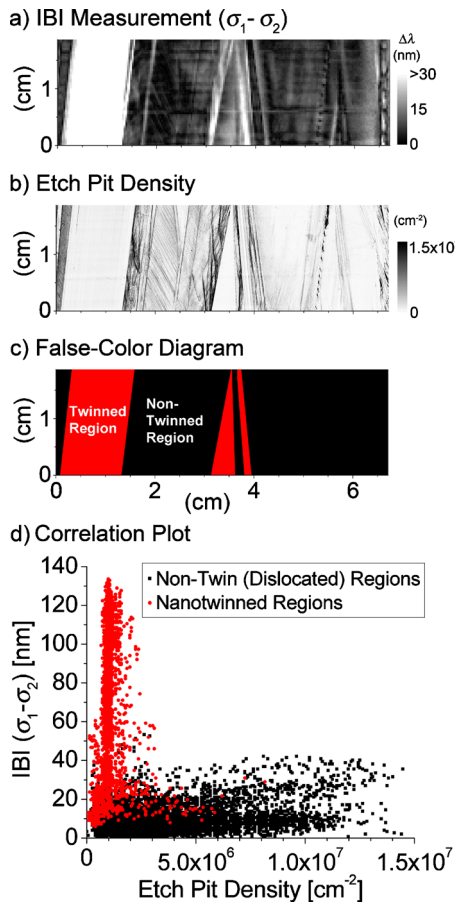 a) IBI Measurement (σ1- σ2)
Δλ
(nm)
>30
15
0
(cm)
1
0
b) Etch Pit Density
(cm-2)
1.5x10
0
(cm)
1
0
c) False-Color Diagram
(cm)
1
0
Twinned
Region
Non-
Twinned
Region
0 2 4 6
(cm)
d) Correlation Plot
Non-Twin (Dislocated) Regions
Nanotwinned Regions
IBI (σ1-σ2) [nm]
140
120
100
80
60
40
20
0
0 5.0x10⁶ 1.0x10⁷ 1.5x10⁷
Etch Pit Density [cm-2]